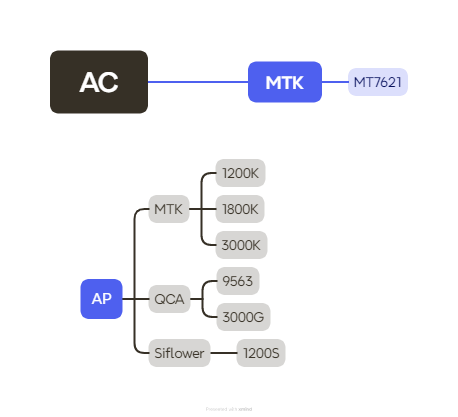 AC
MTK
MT7621
1200K
MTK
1800K
3000K
9563
AP
QCA
3000G
Siflower
1200S